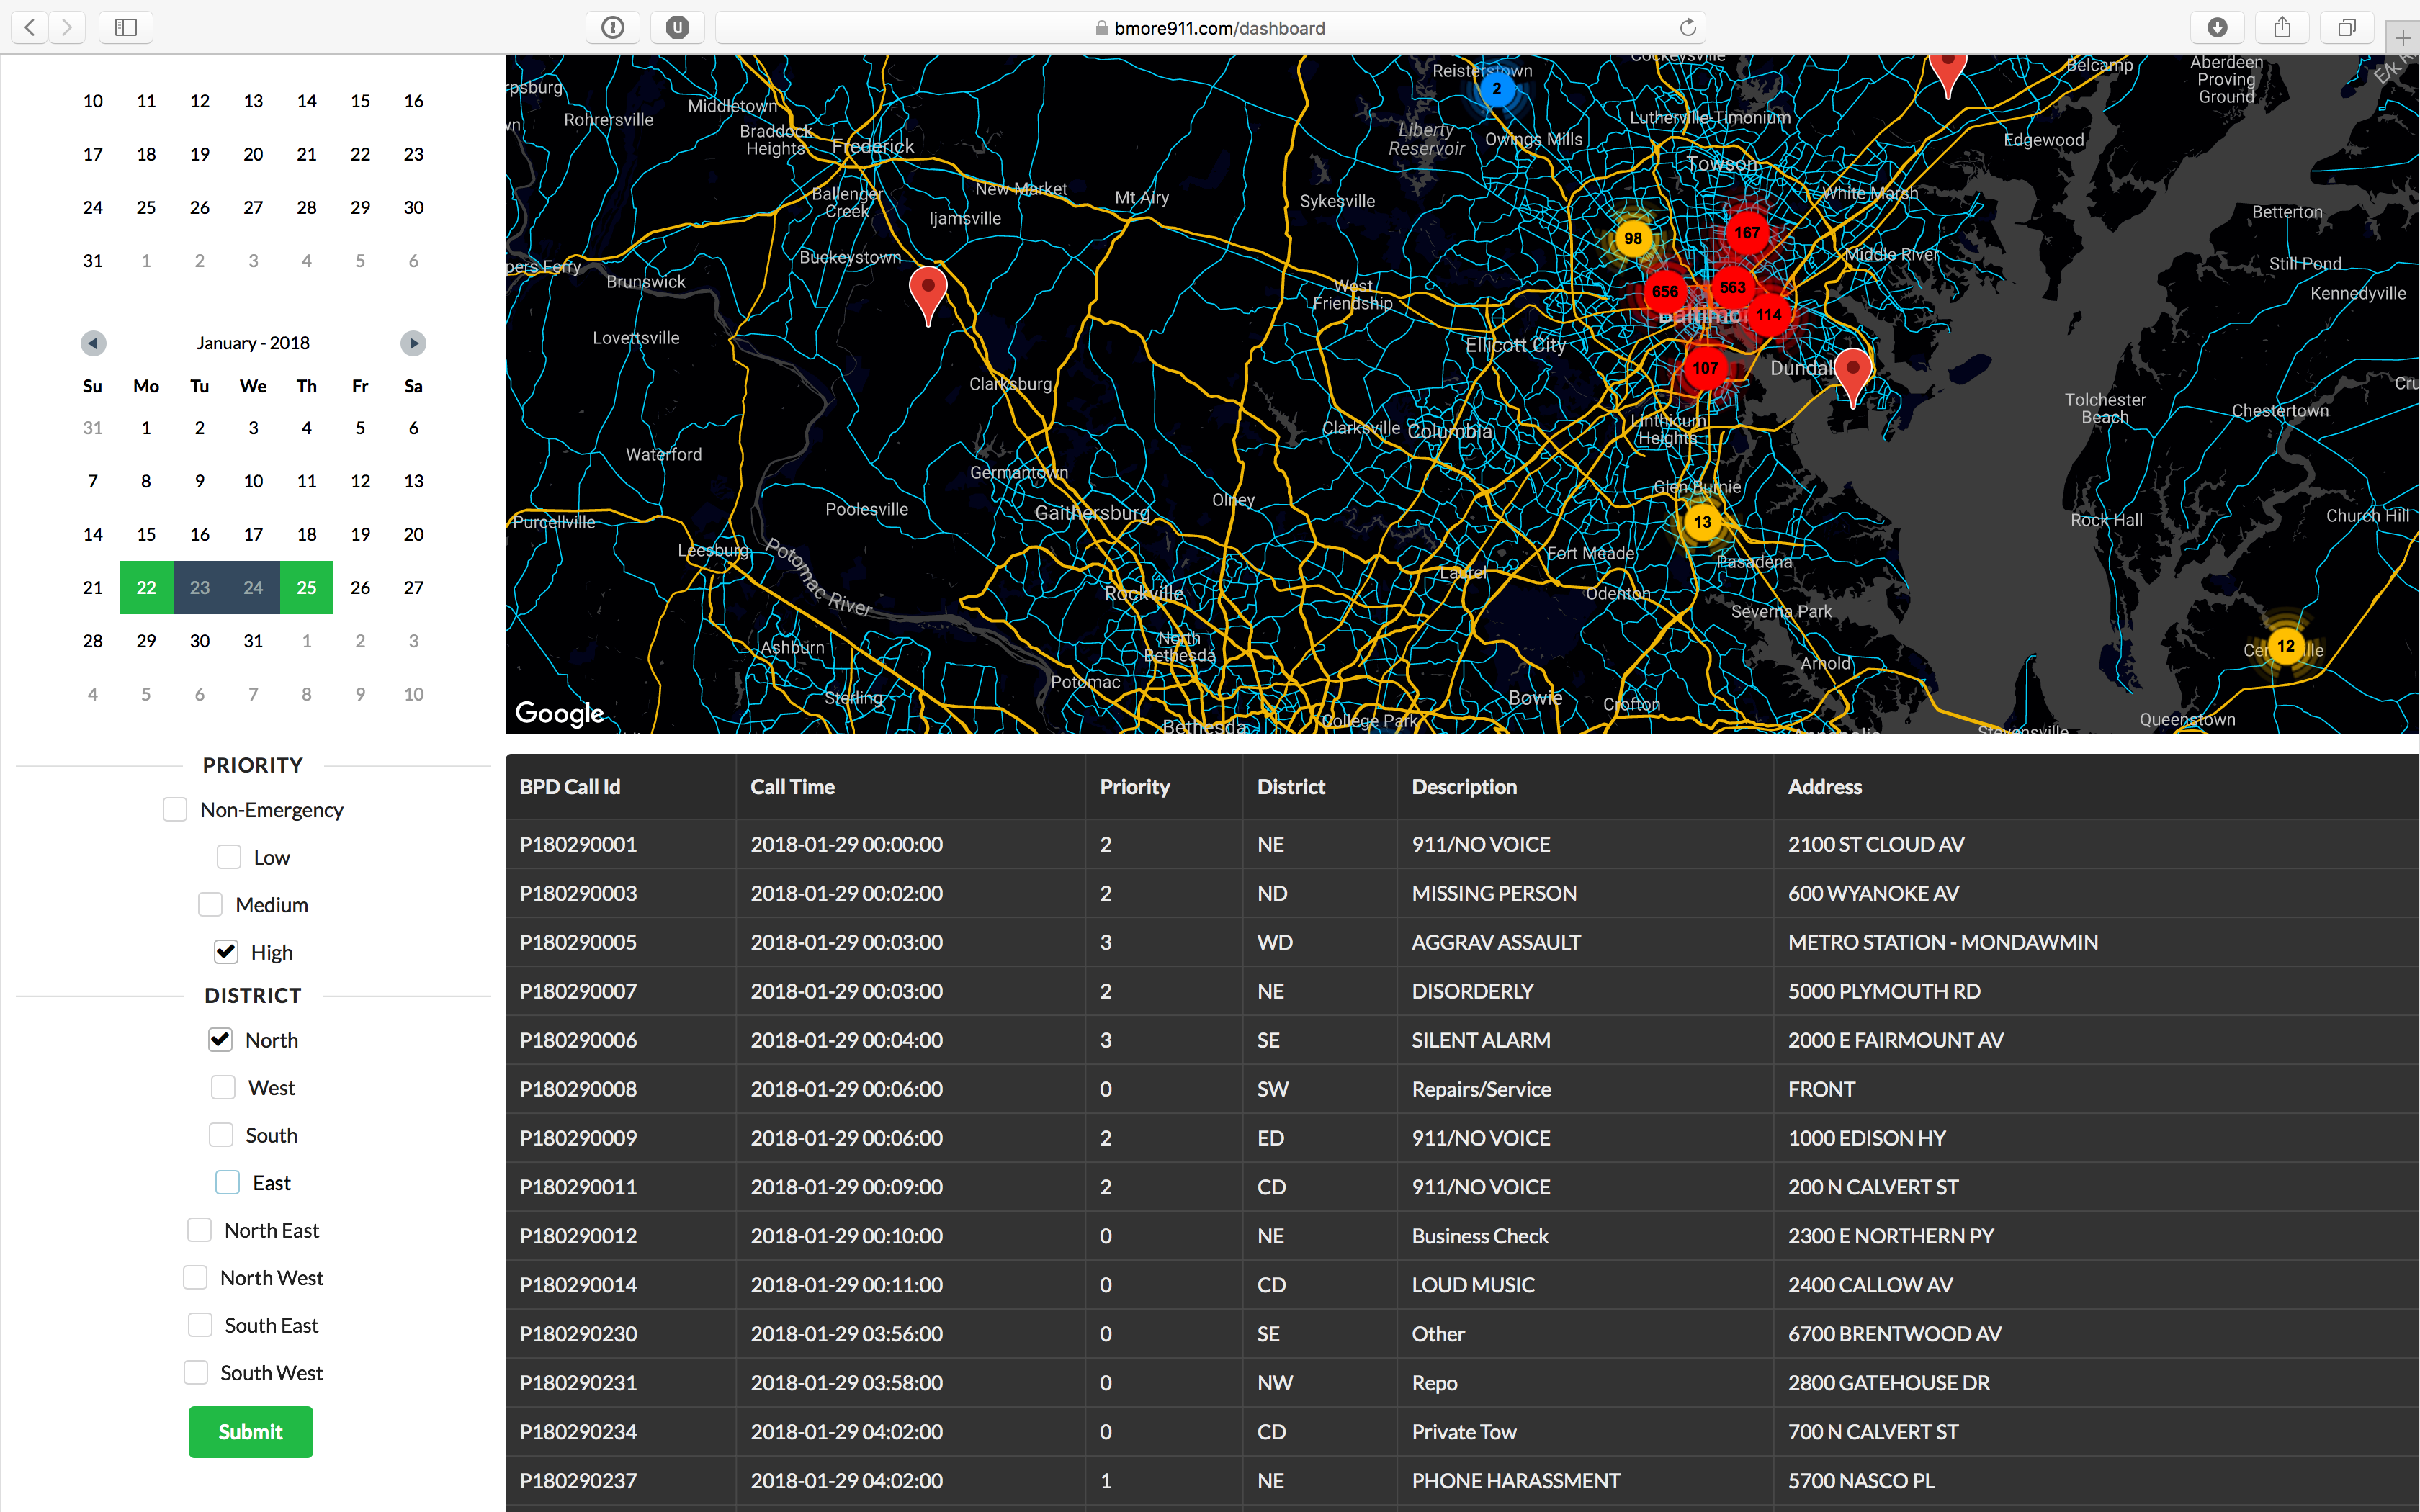 bmore911.com/dashboard
10 11 12 13 14 15 16
17 18 19 20 21 22 23
24 25 26 27 28 29 30
31 1 2 3 4 5 6
January - 2018
Su Mo Tu We Th Fr Sa
31 1 2 3 4 5 6
7 8 9 10 11 12 13
14 15 16 17 18 19 20
21 22 23 24 25 26 27
28 29 30 31 1 2 3
4 5 6 7 8 9 10
PRIORITY
Non-Emergency
Low
Medium
High
DISTRICT
North
West
South
East
North East
North West
South East
South West
Submit
Reisterstown
Cockeysville
Belcamp
Aberdeen
Proving
Ground
2
Middletown
Rohrersville
Braddock
Heights
Frederick
Liberty
Reservoir
Owings Mills
Lutherville-Timonium
Edgewood
Towson
New Market
Mt Airy
Sykesville
White Marsh
Ballenger
Creek
Ijamsville
Betterton
98
167
Buckeystown
Middle River
Still Pond
pers Ferry
Brunswick
West
Friendship
656
563
114
Kennedyville
Lovettsville
Ellicott City
107
Clarksburg
Tolchester
Beach
Chestertown
Clarksville
Columbia
Linthicum
Heights
Waterford
Germantown
Olney
Glen Burnie
Poolesville
Gaithersburg
13
Rock Hall
Church Hill
Purcellville
Leesburg
Potomac River
Fort Meade
Pasadena
Laurel
Rockville
Odenton
Severna Park
North
Bethesda
Ashburn
12
Arnold
Potomac
Sterling
Bowie
Crofton
Google
College Park
Bethesda
Queenstown
Stevensville
BPD Call Id Call Time Priority District Description Address
P180290001 2018-01-29 00:00:00 2 NE 911/NO VOICE 2100 ST CLOUD AV
P180290003 2018-01-29 00:02:00 2 ND MISSING PERSON 600 WYANOKE AV
P180290005 2018-01-29 00:03:00 3 WD AGGRAV ASSAULT METRO STATION - MONDAWMIN
P180290007 2018-01-29 00:03:00 2 NE DISORDERLY 5000 PLYMOUTH RD
P180290006 2018-01-29 00:04:00 3 SE SILENT ALARM 2000 E FAIRMOUNT AV
P180290008 2018-01-29 00:06:00 0 SW Repairs/Service FRONT
P180290009 2018-01-29 00:06:00 2 ED 911/NO VOICE 1000 EDISON HY
P180290011 2018-01-29 00:09:00 2 CD 911/NO VOICE 200 N CALVERT ST
P180290012 2018-01-29 00:10:00 0 NE Business Check 2300 E NORTHERN PY
P180290014 2018-01-29 00:11:00 0 CD LOUD MUSIC 2400 CALLOW AV
P180290230 2018-01-29 03:56:00 0 SE Other 6700 BRENTWOOD AV
P180290231 2018-01-29 03:58:00 0 NW Repo 2800 GATEHOUSE DR
P180290234 2018-01-29 04:02:00 0 CD Private Tow 700 N CALVERT ST
P180290237 2018-01-29 04:02:00 1 NE PHONE HARASSMENT 5700 NASCO PL